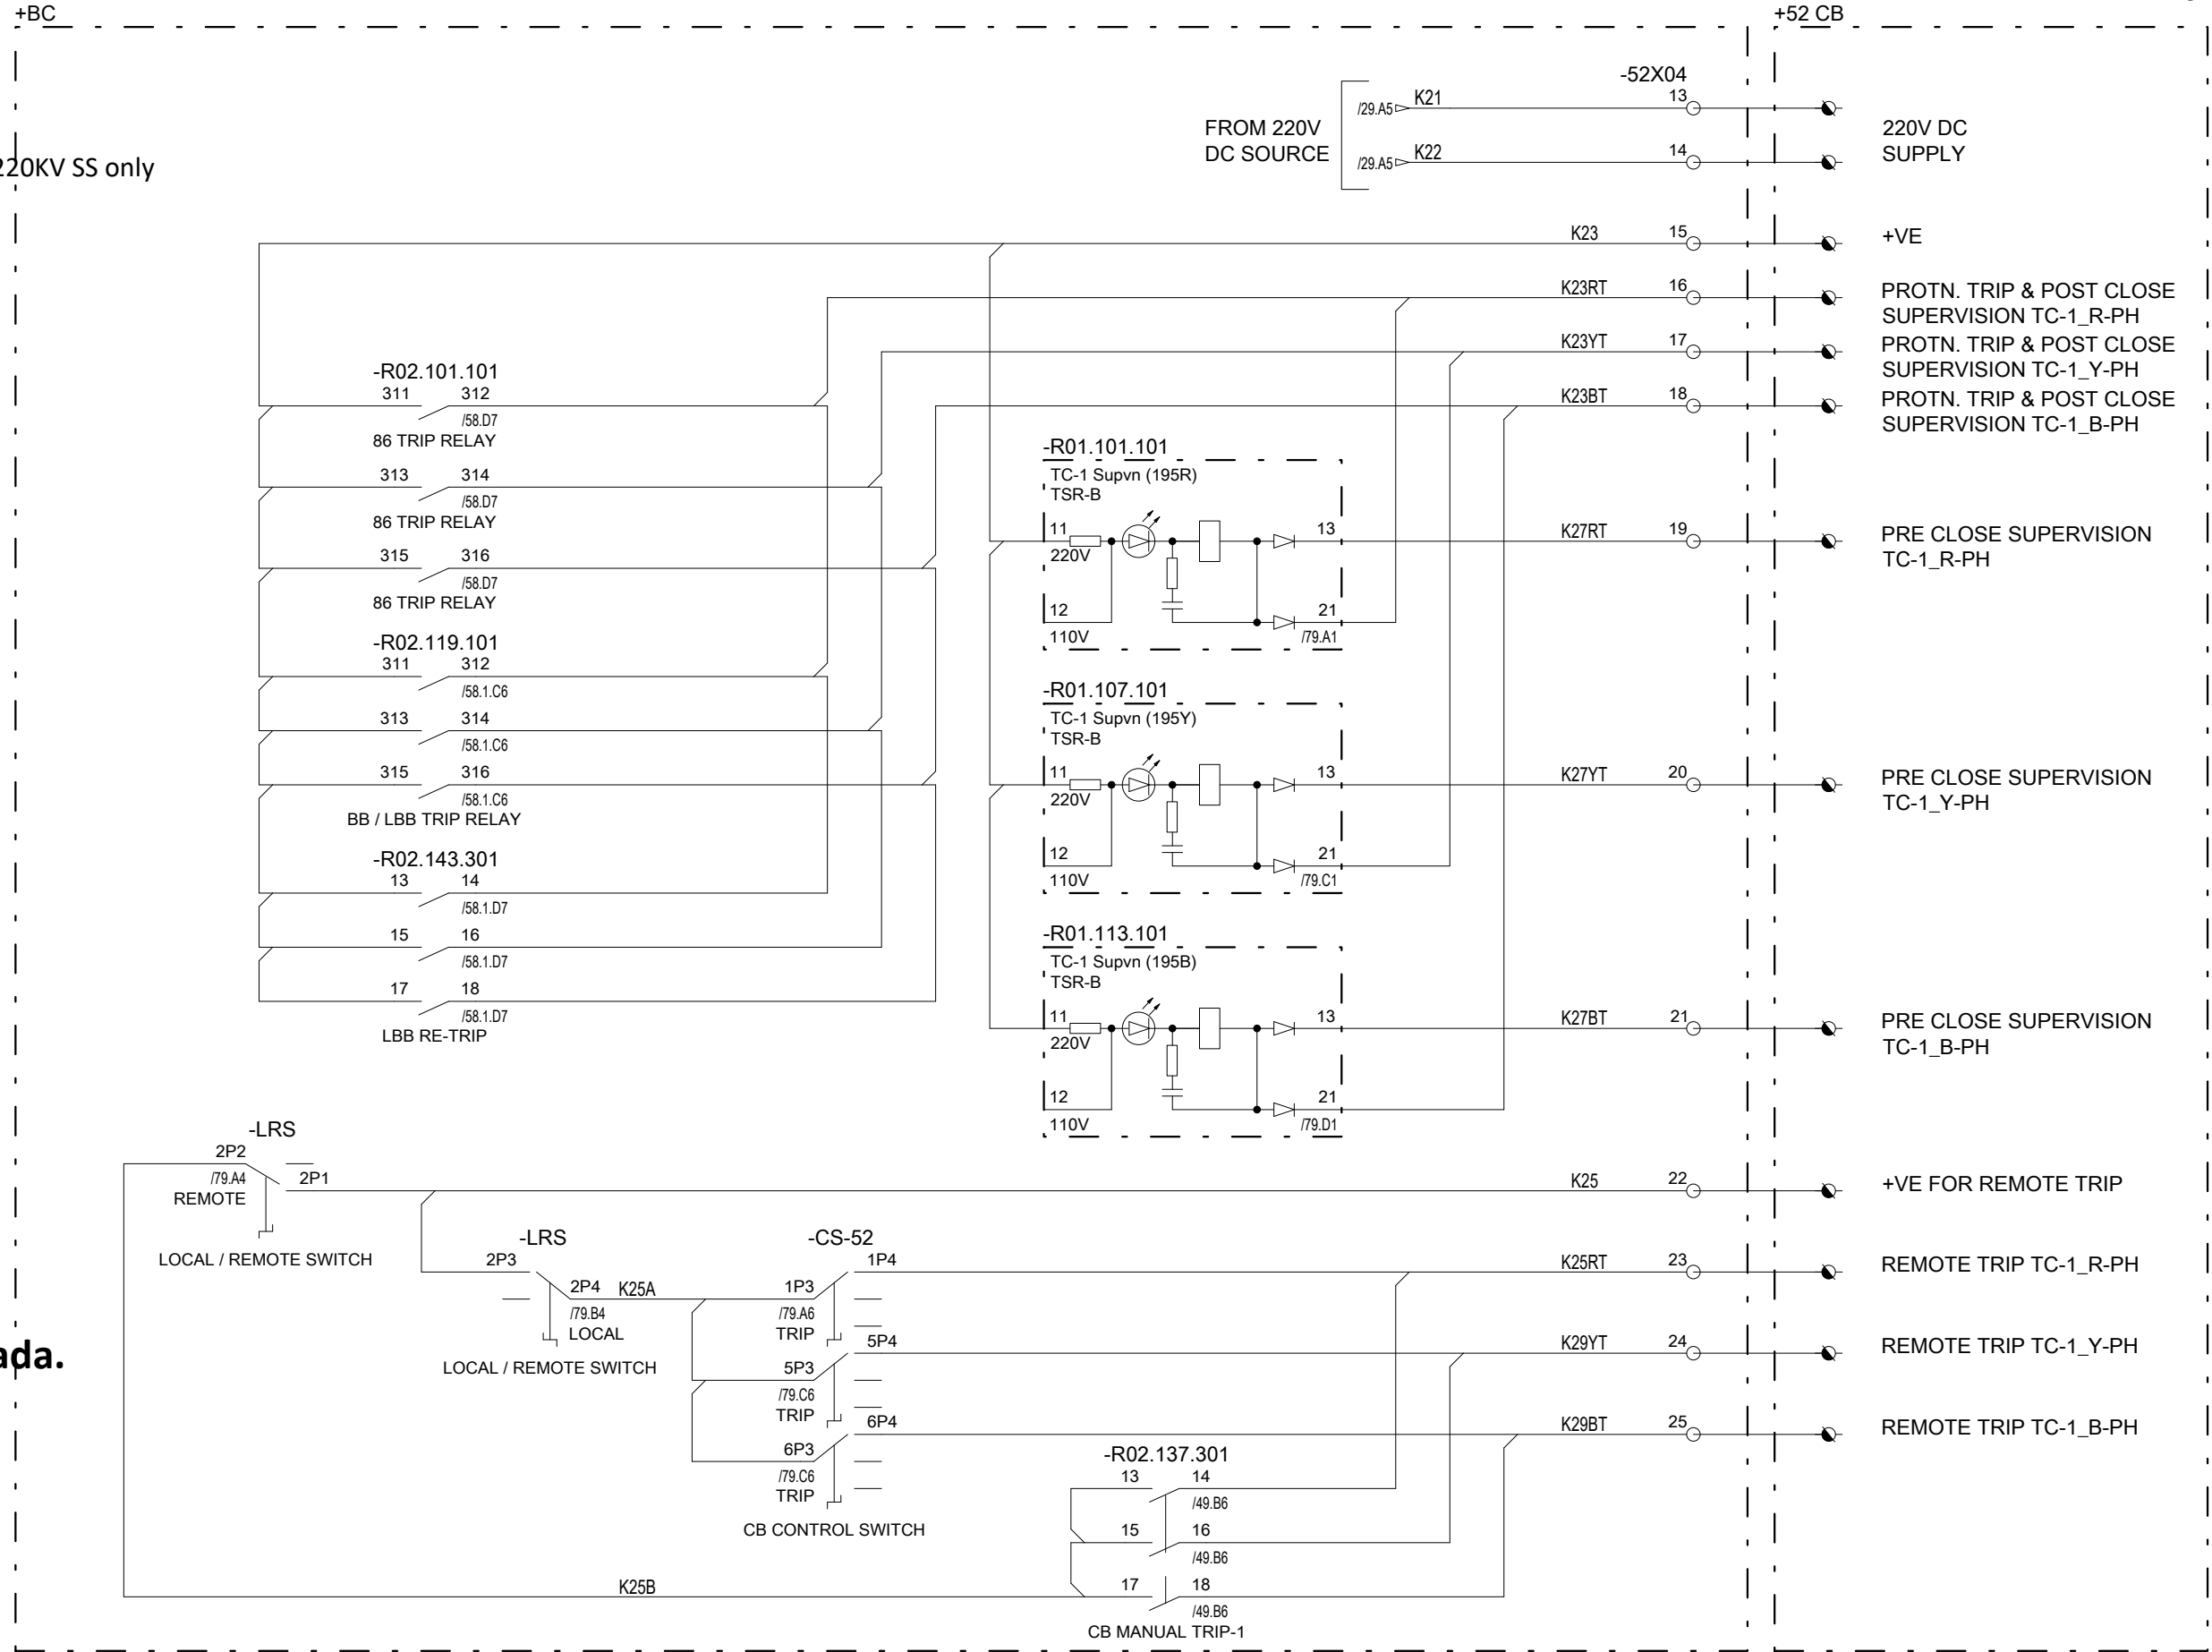 +BC
+52 CB
-52X04
K21
13
/29.A5
FROM 220V
DC SOURCE
220V DC
SUPPLY
K22
14
/29.A5
220KV SS only
K23
15
+VE
K23RT
16
PROTN. TRIP & POST CLOSE
SUPERVISION TC-1_R-PH
K23YT
17
PROTN. TRIP & POST CLOSE
SUPERVISION TC-1_Y-PH
K23BT
18
PROTN. TRIP & POST CLOSE
SUPERVISION TC-1_B-PH
-R02.101.101
311 312
/58.D7
86 TRIP RELAY
313 314
/58.D7
86 TRIP RELAY
315 316
/58.D7
86 TRIP RELAY
-R02.119.101
311 312
/58.1.C6
313 314
/58.1.C6
315 316
/58.1.C6
BB / LBB TRIP RELAY
-R02.143.301
13 14
/58.1.D7
15 16
/58.1.D7
17 18
/58.1.D7
LBB RE-TRIP
-R01.101.101
TC-1 Supvn (195R)
TSR-B
11 13
220V
12 21
110V /79.A1
K27RT
19
PRE CLOSE SUPERVISION
TC-1_R-PH
-R01.107.101
TC-1 Supvn (195Y)
TSR-B
11 13
220V
12 21
110V /79.C1
K27YT
20
PRE CLOSE SUPERVISION
TC-1_Y-PH
-R01.113.101
TC-1 Supvn (195B)
TSR-B
11 13
220V
12 21
110V /79.D1
K27BT
21
PRE CLOSE SUPERVISION
TC-1_B-PH
-LRS
2P2
/79.A4
2P1
REMOTE
LOCAL / REMOTE SWITCH
K25
22
+VE FOR REMOTE TRIP
-LRS
2P3
2P4
K25A
/79.B4
LOCAL
LOCAL / REMOTE SWITCH
-CS-52
1P4
1P3
/79.A6
TRIP
5P4
5P3
/79.C6
TRIP
6P4
6P3
/79.C6
TRIP
CB CONTROL SWITCH
K25RT
23
REMOTE TRIP TC-1_R-PH
K29YT
24
REMOTE TRIP TC-1_Y-PH
K29BT
25
REMOTE TRIP TC-1_B-PH
ada.
-R02.137.301
13 14
/49.B6
15 16
/49.B6
17 18
/49.B6
CB MANUAL TRIP-1
K25B